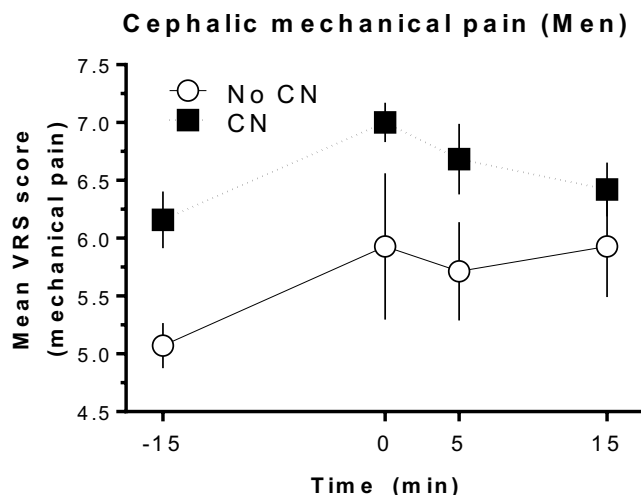 Cephalic mechanical pain (Men)
7.5
7.0
6.5
6.0
5.5
5.0
4.5
Mean VRS score
(mechanical pain)
No CN
CN
-15
0
5
15
Time (min)